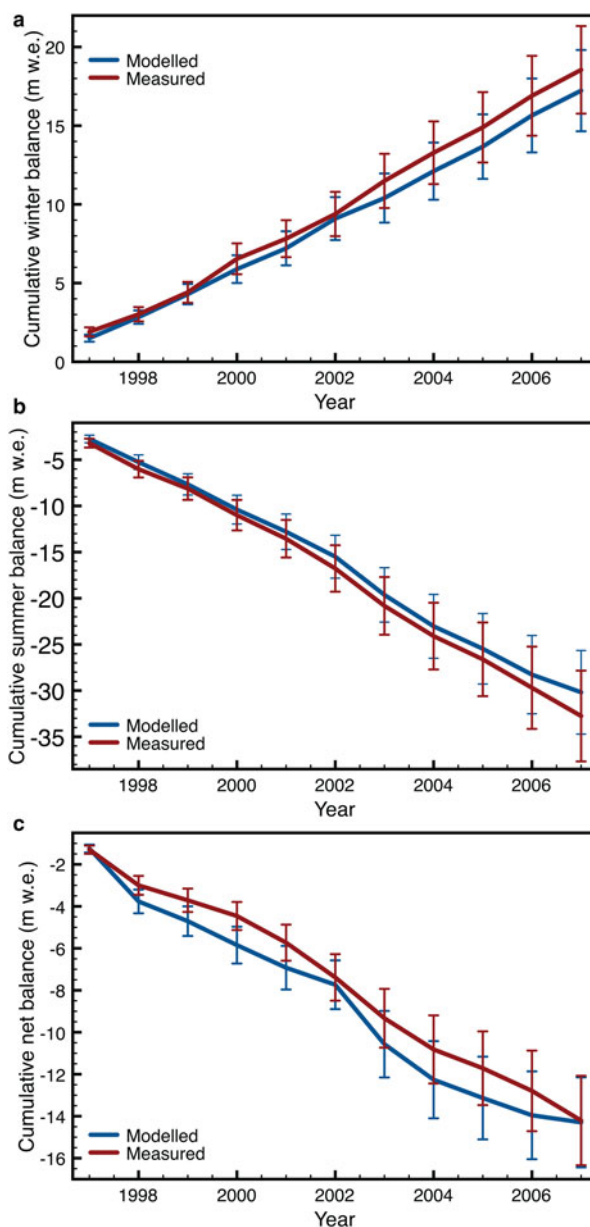 a
Modelled
Measured
Cumulative winter balance (m w.e.)
20
15
10
5
0
1998 2000 2002 2004 2006
Year
b
Cumulative summer balance (m w.e.)
-5
-10
-15
-20
-25
-30
-35
Modelled
Measured
1998 2000 2002 2004 2006
Year
c
Cumulative net balance (m w.e.)
-2
-4
-6
-8
-10
-12
-14
-16
Modelled
Measured
1998 2000 2002 2004 2006
Year